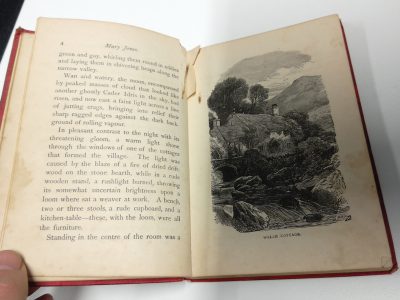 4 Mary Jones.
green and gay, whirling them round in eddies
and laying them in shivering heaps along the
narrow valley.
Wan and watery, the moon, encompassed
by peaked masses of cloud that looked like
another ghostly Cader Idris in the sky, had
risen, and now cast a faint light across a line
of jutting crags, bringing into relief their
sharp ragged edges against the dark back-
ground of rolling vapour.
In pleasant contrast to the night with its
threatening gloom, a warm light shone
through the windows of one of the cottages
that formed the village. The light was
caused by the blaze of a fire of dried drift-
wood on the stone hearth, while in a rude
wooden stand, a rushlight burned, throwing
its somewhat uncertain brightness upon a
loom where sat a weaver at work. A bench,
two or three stools, a rude cupboard, and a
kitchen-table—these, with the loom, were all
the furniture.
Standing in the centre of the room was a
WELSH COTTAGE.